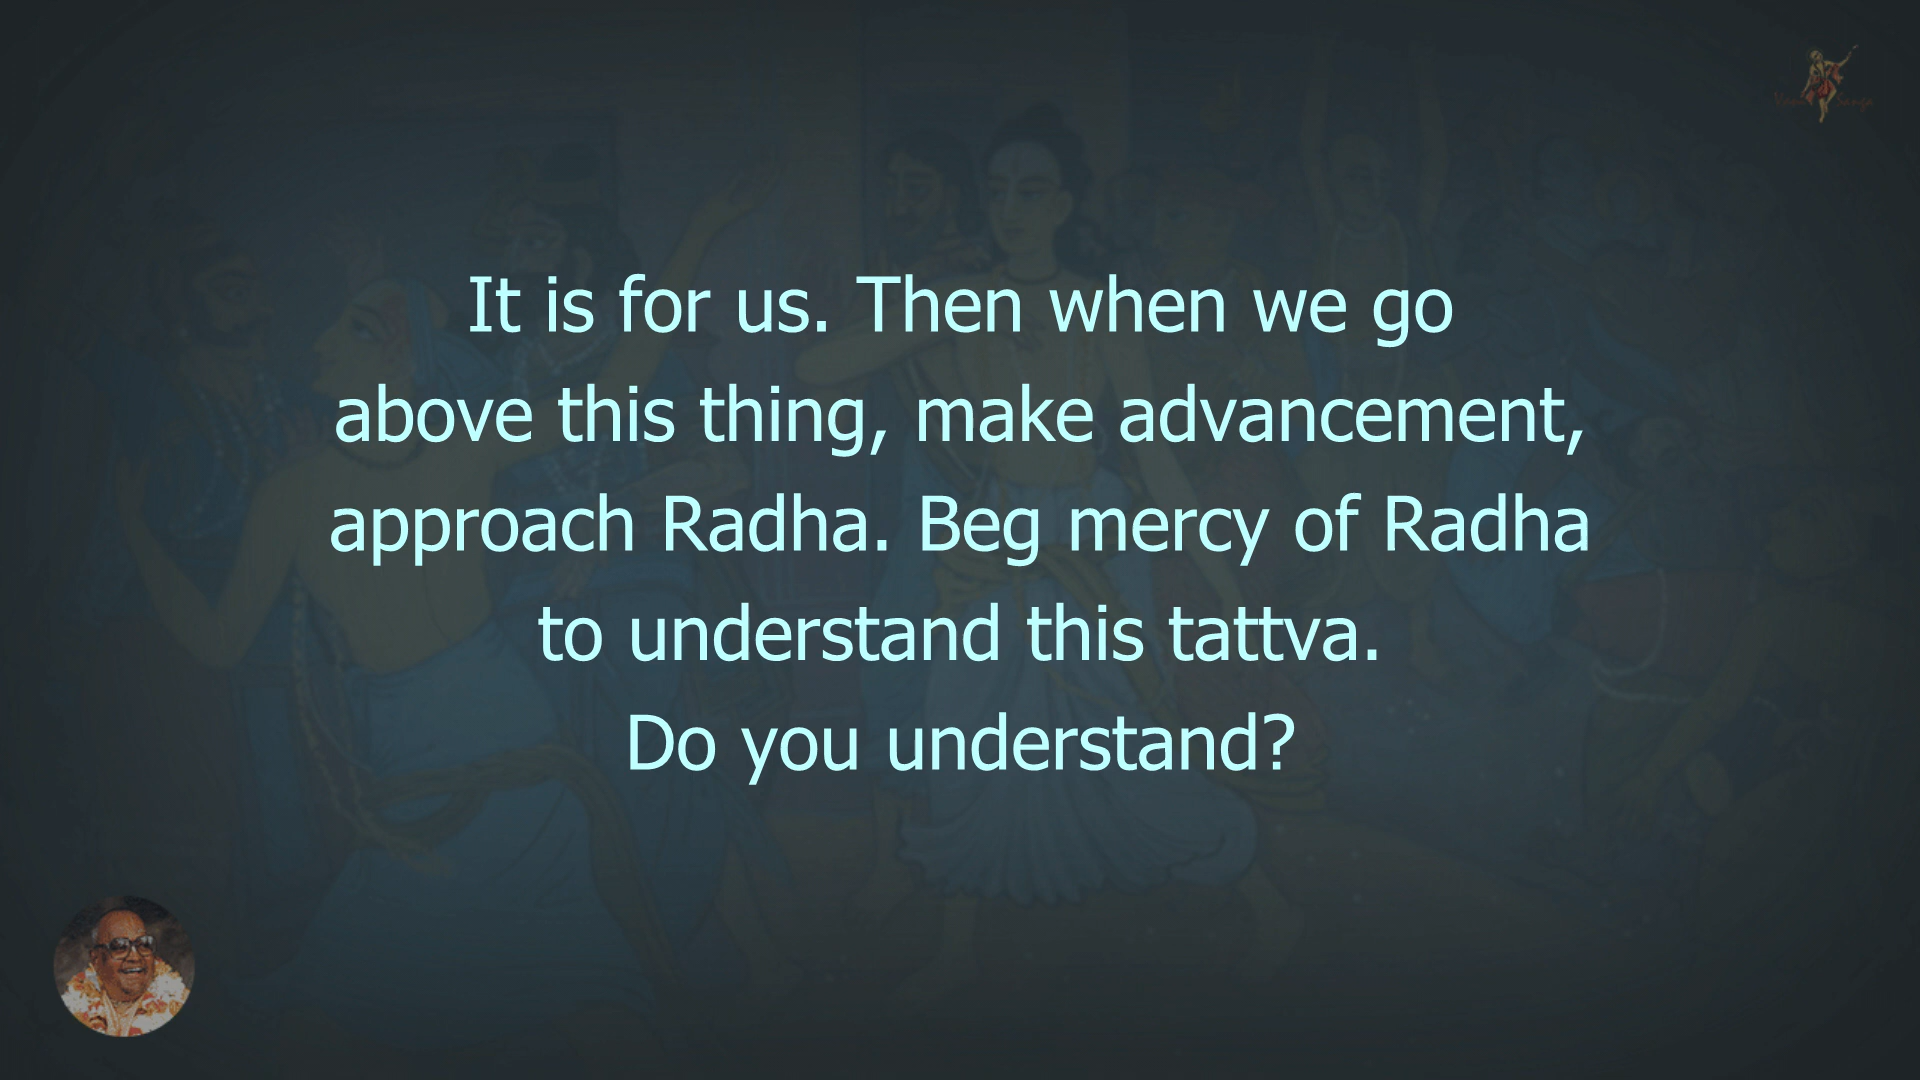 It is for us. Then when we go
above this thing, make advancement,
approach Radha. Beg mercy of Radha
to understand this tattva.
Do you understand?